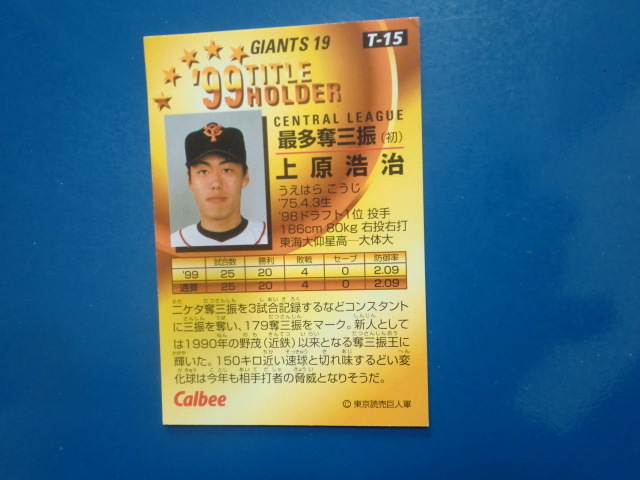 GIANTS 19
T-15
'99 TITLE
HOLDER
CENTRAL LEAGUE
最多奪三振(初)
上原浩治
うえはら こうじ
'75.4.3生
'98ドラフト1位 投手
186cm 80kg 右投右打
東海大仰星高―大体大
試合数 勝利 敗戦 セーブ 防御率
'99 25 20 4 0 2.09
通算 25 20 4 0 2.09
二ケタ奪三振を3試合記録するなどコンスタント
に三振を奪い、179奪三振をマーク。新人として
は1990年の野茂(近鉄)以来となる奪三振王に
輝いた。150キロ近い速球と切れ味するどい変
化球は今年も相手打者の脅威となりそうだ。
Calbee
© 東京読売巨人軍